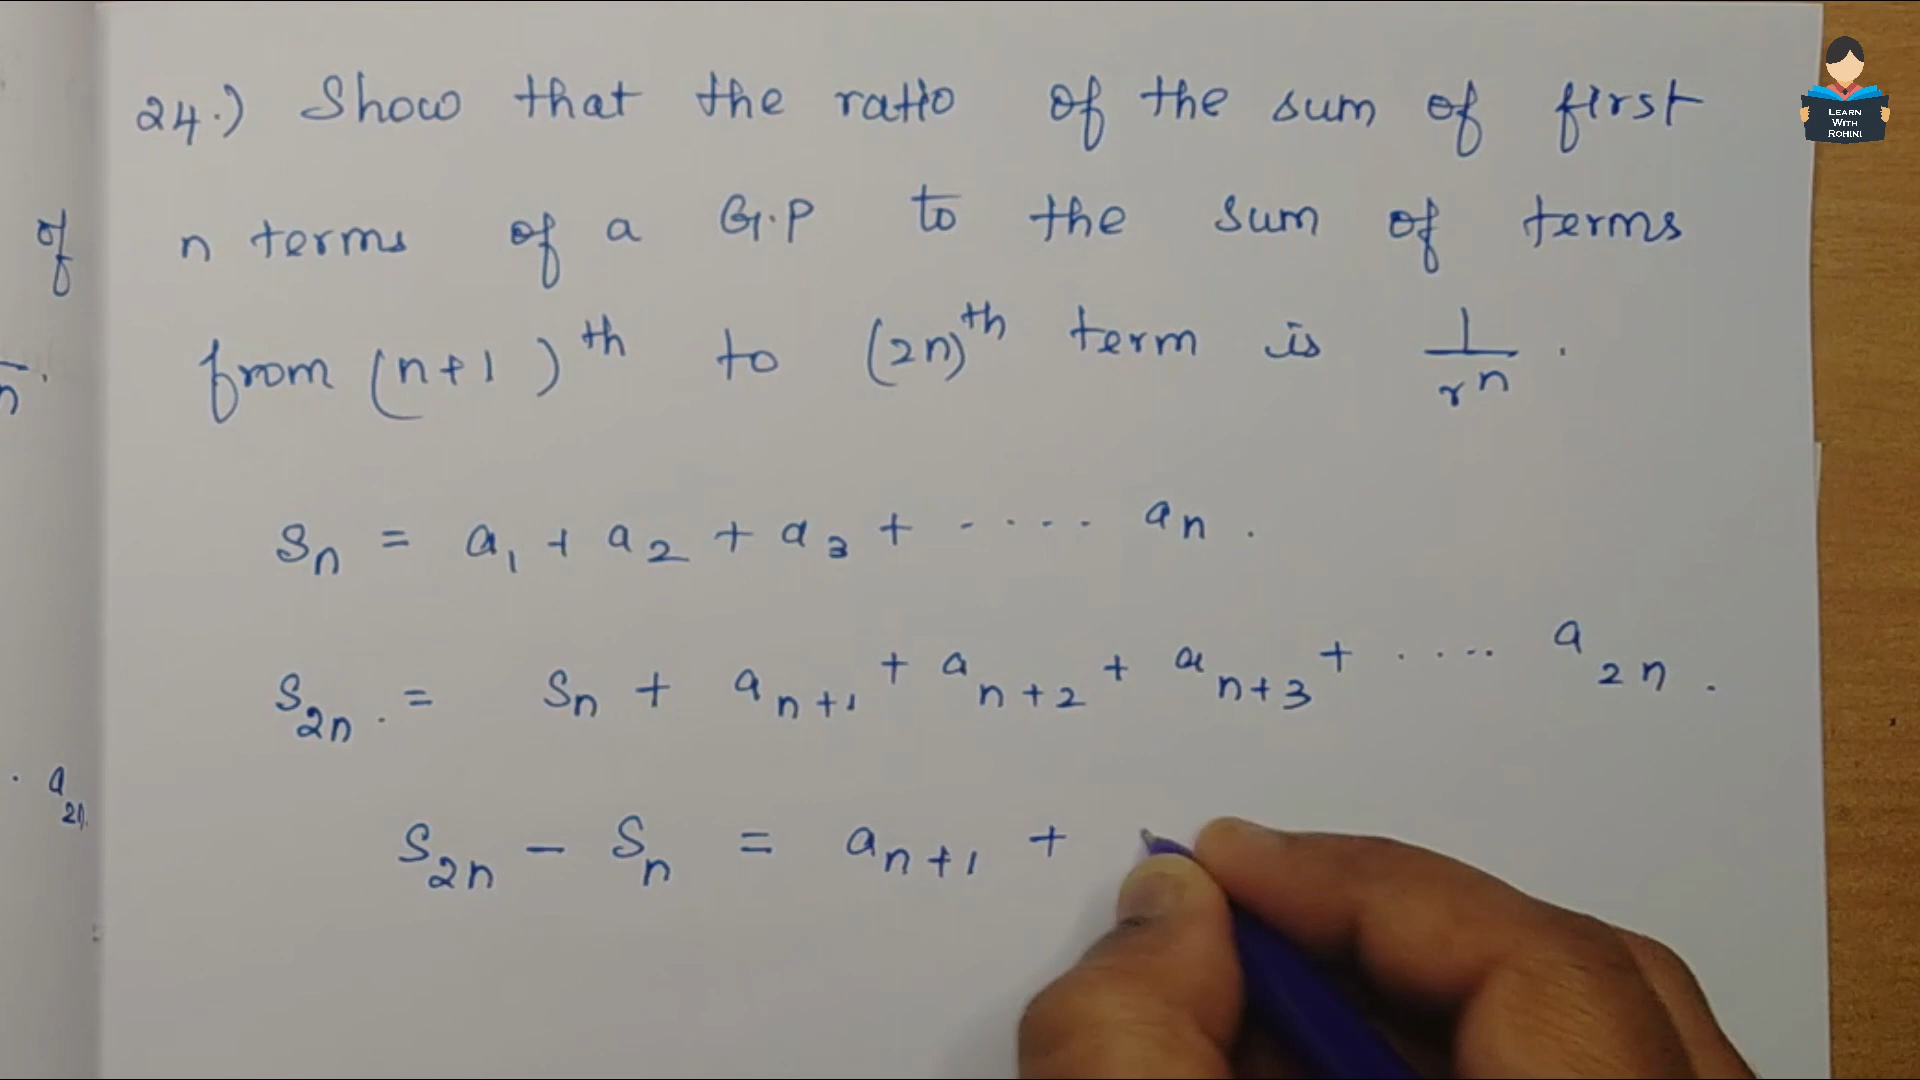 24.) Show that the ratio of the sum of first
n terms of a G.P to the sum of terms
from (n+1)th to (2n)th term is 1/r^n .
Sn = a1 + a2 + a3 + ..... an .
S2n . = Sn + an+1 + an+2 + an+3 + ..... a2n .
S2n - Sn = an+1 +
of
n .
. a2n.
LEARN
WITH
ROHINI